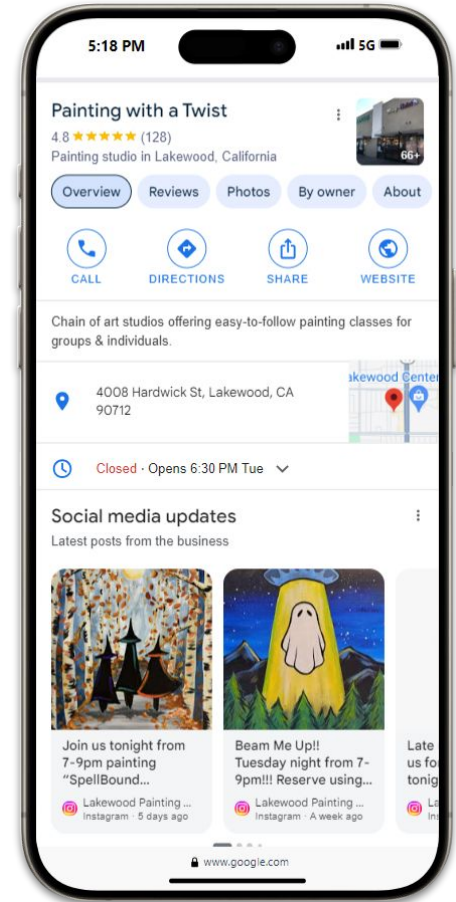 5:18 PM
5G
Painting with a Twist
4.8 ★★★★★ (128)
Painting studio in Lakewood, California
66+
Overview
Reviews
Photos
By owner
About
CALL
DIRECTIONS
SHARE
WEBSITE
Chain of art studios offering easy-to-follow painting classes for
groups & individuals.
4008 Hardwick St, Lakewood, CA
90712
akewood Center
Closed · Opens 6:30 PM Tue
Social media updates
Latest posts from the business
Join us tonight from
7-9pm painting
“SpellBound...
Lakewood Painting ...
Instagram · 5 days ago
Beam Me Up!!
Tuesday night from 7-
9pm!!! Reserve using...
Lakewood Painting ...
Instagram · A week ago
Late
us fo
tonig
La
Ins
www.google.com